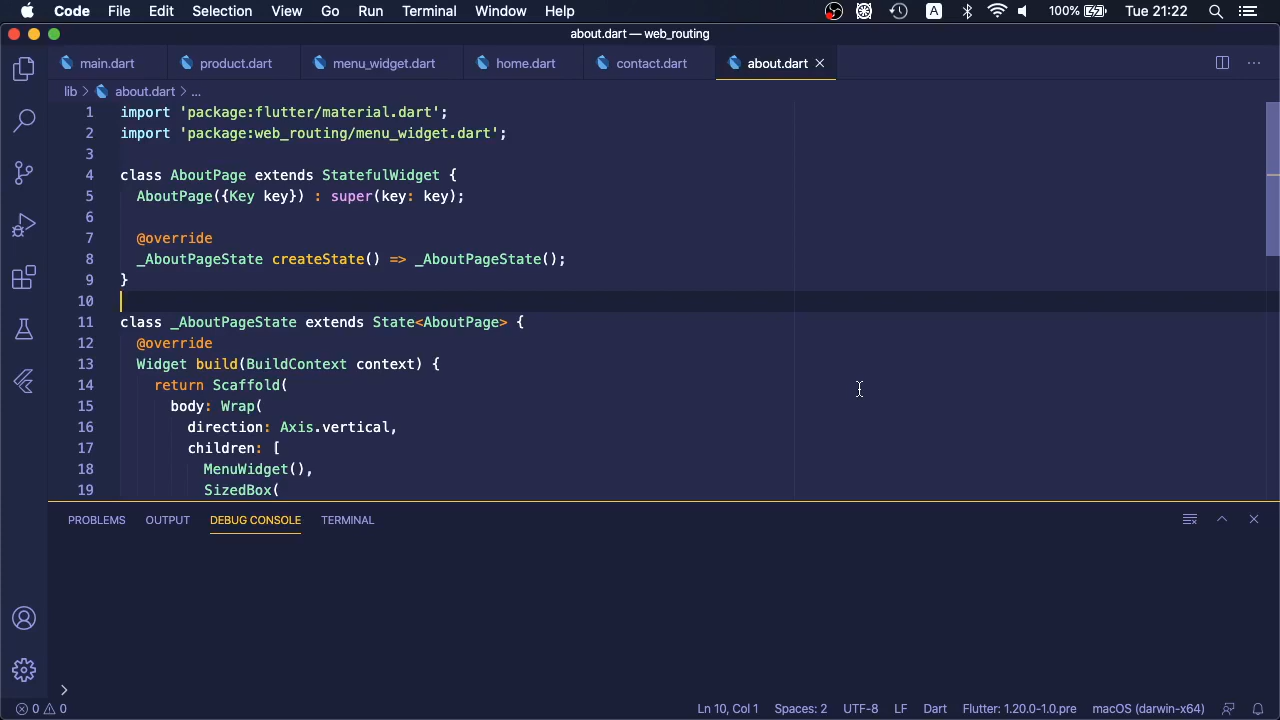 Code File Edit Selection View Go Run Terminal Window Help A 100% Tue 21:22
about.dart — web_routing
main.dart product.dart menu_widget.dart home.dart contact.dart about.dart
lib about.dart ...
1 import 'package:flutter/material.dart';
2 import 'package:web_routing/menu_widget.dart';
3
4 class AboutPage extends StatefulWidget {
5 AboutPage({Key key}) : super(key: key);
6
7 @override
8 _AboutPageState createState() => _AboutPageState();
9 }
10
11 class _AboutPageState extends State<AboutPage> {
12 @override
13 Widget build(BuildContext context) {
14 return Scaffold(
15 body: Wrap(
16 direction: Axis.vertical,
17 children: [
18 MenuWidget(),
19 SizedBox(
PROBLEMS OUTPUT DEBUG CONSOLE TERMINAL
0 0 Ln 10, Col 1 Spaces: 2 UTF-8 LF Dart Flutter: 1.20.0-1.0.pre macOS (darwin-x64)